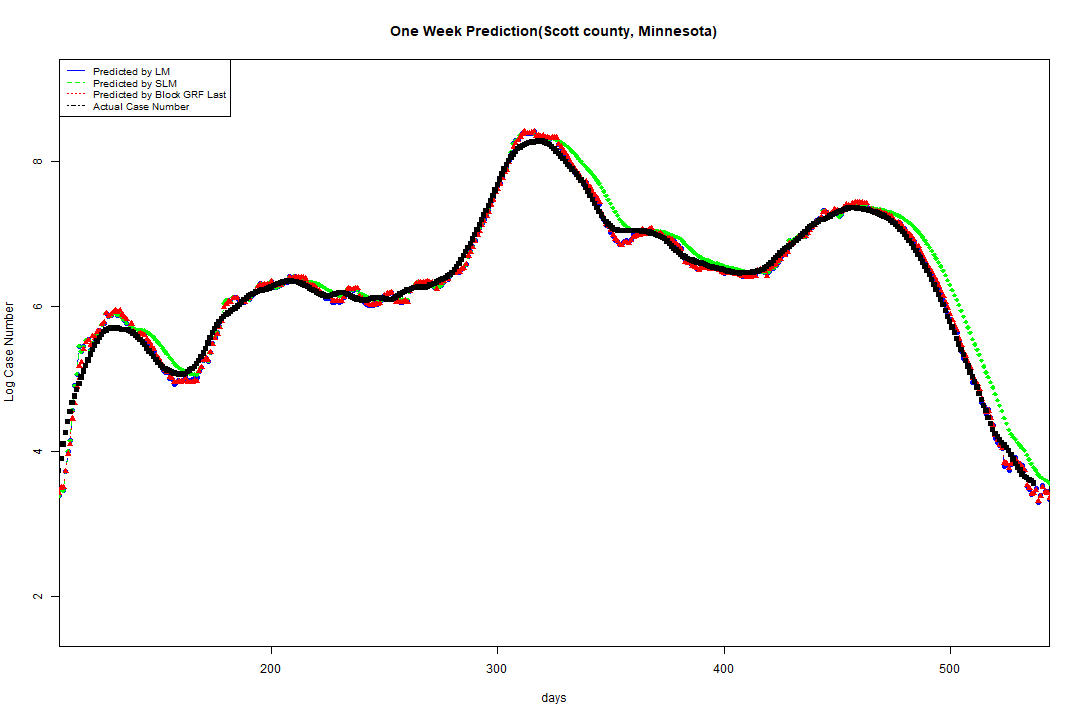 One Week Prediction(Scott county, Minnesota)
Predicted by LM
Predicted by SLM
Predicted by Block GRF Last
Actual Case Number
Log Case Number
8
6
4
2
200
300
400
500
days